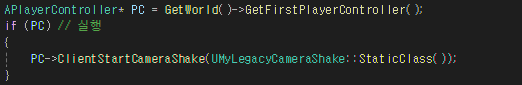 APlayerController* PC = GetWorld()->GetFirstPlayerController();
if (PC) // 실행
{
    PC->ClientStartCameraShake(UMyLegacyCameraShake::StaticClass());
}